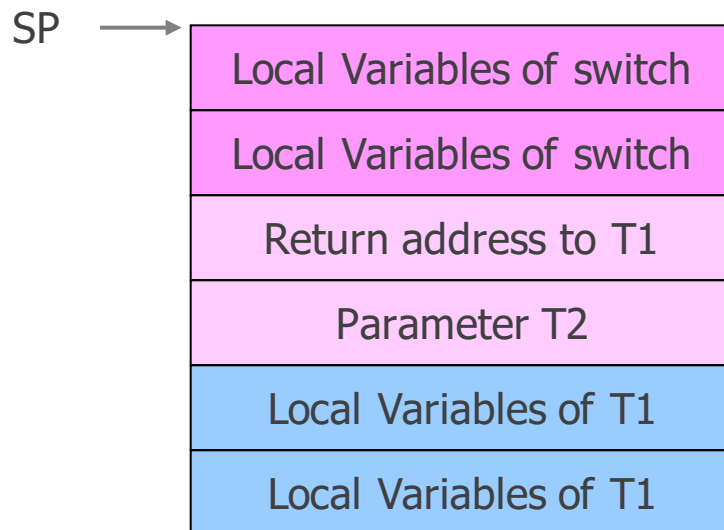 SP
Local Variables of switch
Local Variables of switch
Return address to T1
Parameter T2
Local Variables of T1
Local Variables of T1